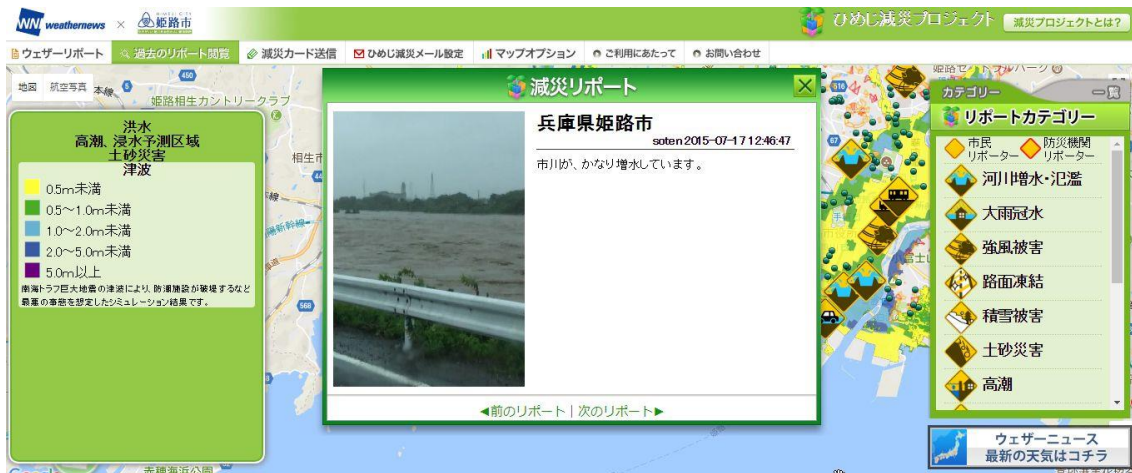 weathernews × 姫路市
ひめじ減災プロジェクト 減災プロジェクトとは?
ウェザーリポート 過去のリポート閲覧 減災カード送信 ひめじ減災メール設定 マップオプション ご利用にあたって お問い合わせ
地図 航空写真
450
姫路相生カントリークラブ
洪水
高潮、浸水予測区域
土砂災害
津波
0.5m未満
0.5～1.0m未満
1.0～2.0m未満
2.0～5.0m未満
5.0m以上
南海トラフ巨大地震の津波により、防潮施設が破堤するなど
最悪の事態を想定したシミュレーション結果です。
568
赤穂海浜公園
減災リポート
兵庫県姫路市
soten 2015-07-17 12:46:47
市川が、かなり増水しています。
◀前のリポート | 次のリポート▶
516
カテゴリー 一覧
リポートカテゴリー
市民リポーター 防災機関リポーター
河川増水・氾濫
大雨冠水
強風被害
路面凍結
積雪被害
土砂災害
高潮
ウェザーニュース
最新の天気はコチラ